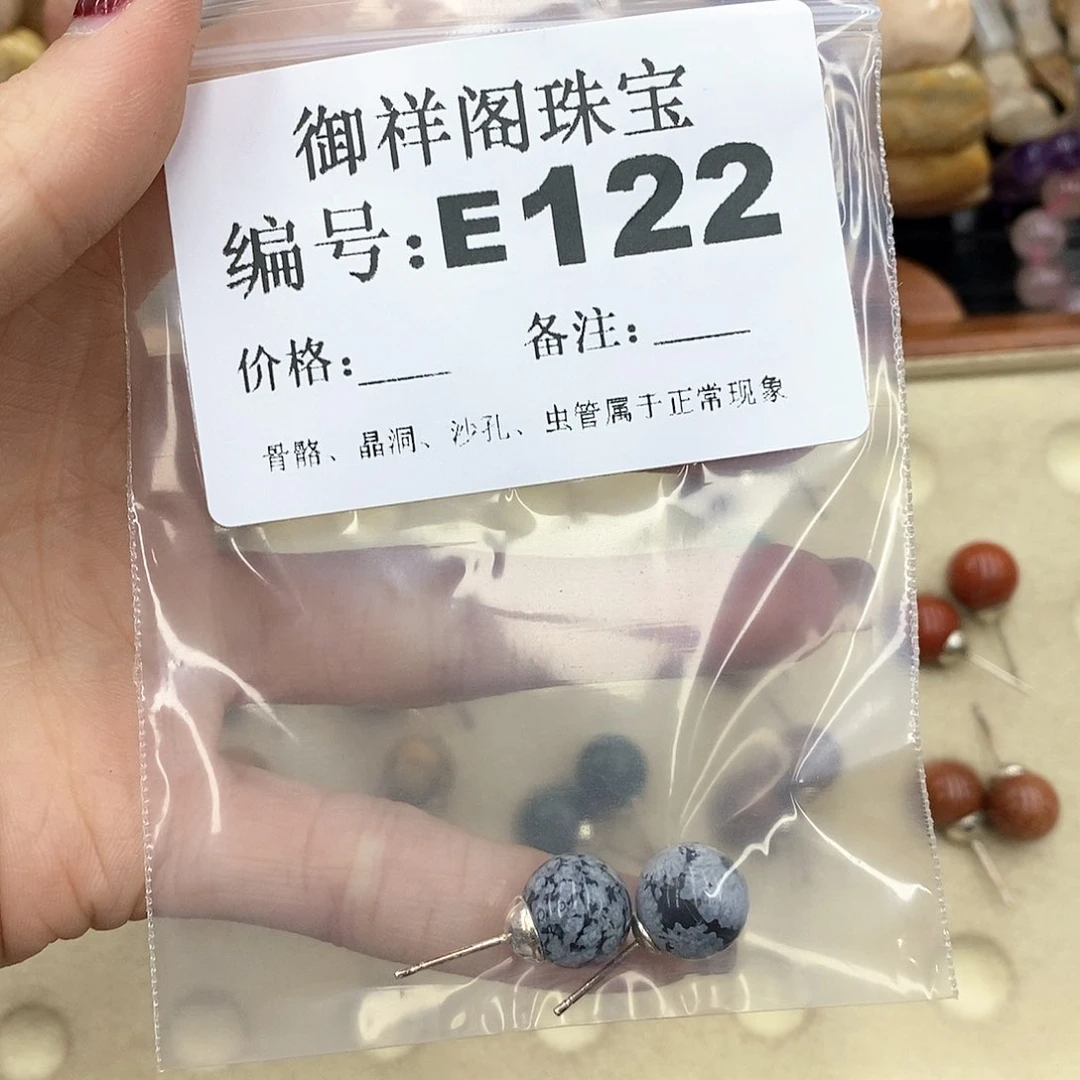 御祥阁珠宝
编号:E122
价格:____ 备注:____
骨骼、晶洞、沙孔、虫管属于正常现象